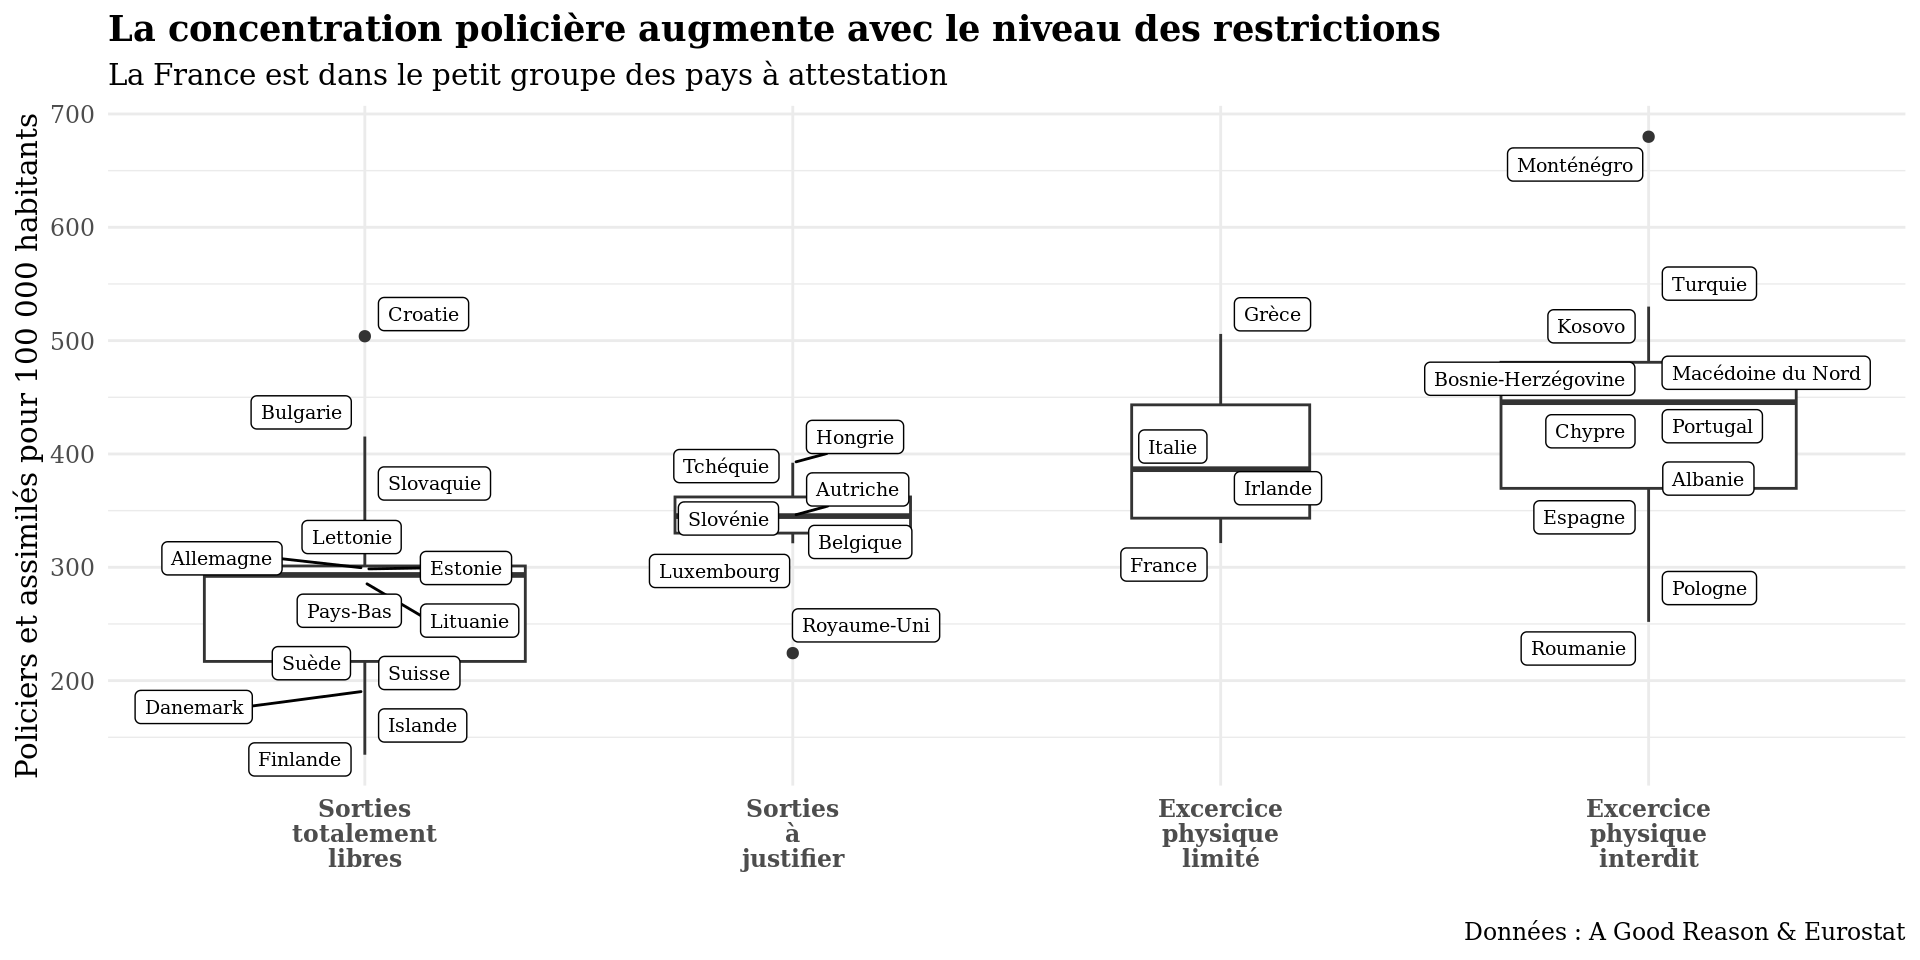 La concentration policière augmente avec le niveau des restrictions
La France est dans le petit groupe des pays à attestation
Policiers et assimilés pour 100 000 habitants
700
600
500
400
300
200
Croatie
Bulgarie
Slovaquie
Lettonie
Allemagne
Estonie
Pays-Bas
Lituanie
Suède
Suisse
Danemark
Islande
Finlande
Hongrie
Tchéquie
Autriche
Slovénie
Belgique
Luxembourg
Royaume-Uni
Grèce
Italie
Irlande
France
Monténégro
Turquie
Kosovo
Macédoine du Nord
Bosnie-Herzégovine
Portugal
Chypre
Albanie
Espagne
Pologne
Roumanie
Sorties
totalement
libres
Sorties
à
justifier
Excercice
physique
limité
Excercice
physique
interdit
Données : A Good Reason & Eurostat